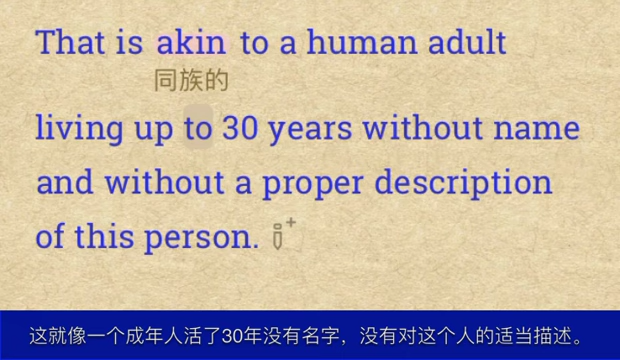 That is akin to a human adult
同族的
living up to 30 years without name
and without a proper description
of this person.
这就像一个成年人活了30年没有名字，没有对这个人的适当描述。